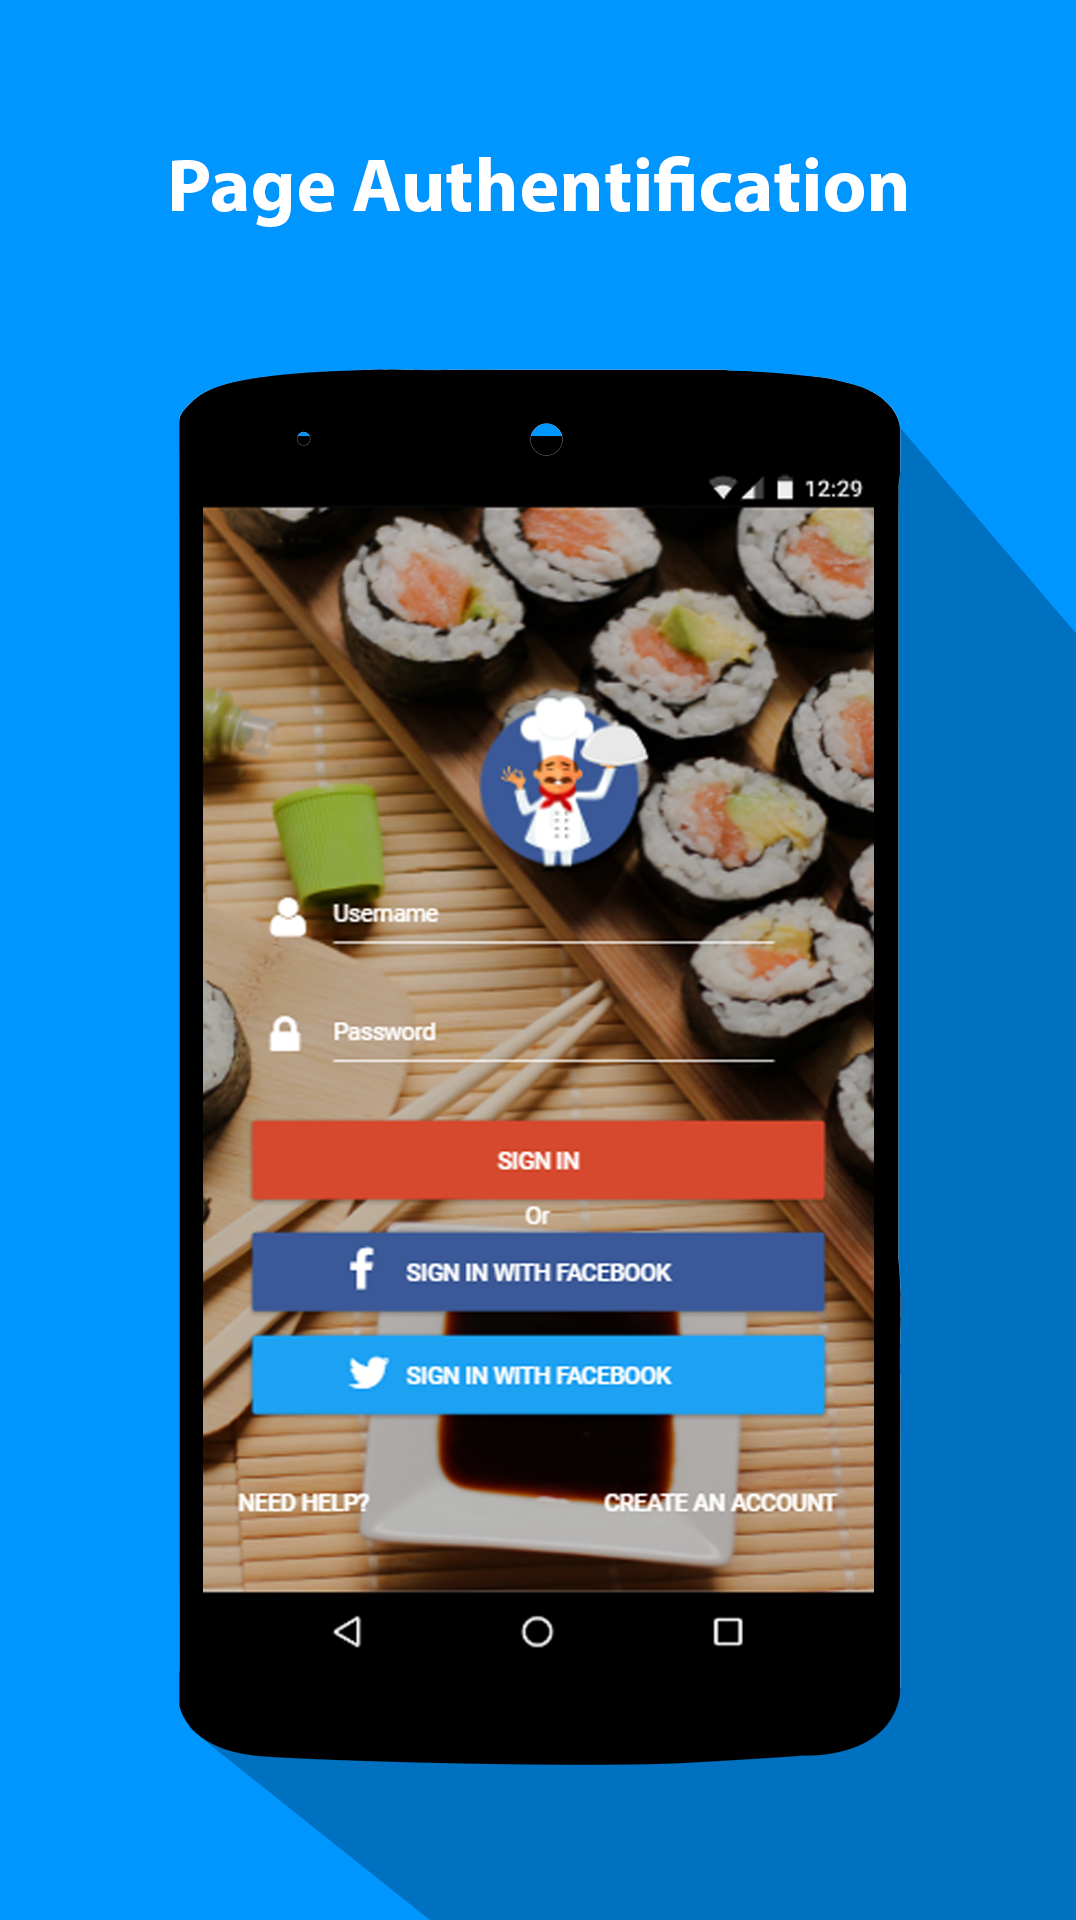 Page Authentification
12:29
Username
Password
SIGN IN
Or
SIGN IN WITH FACEBOOK
SIGN IN WITH FACEBOOK
NEED HELP?
CREATE AN ACCOUNT